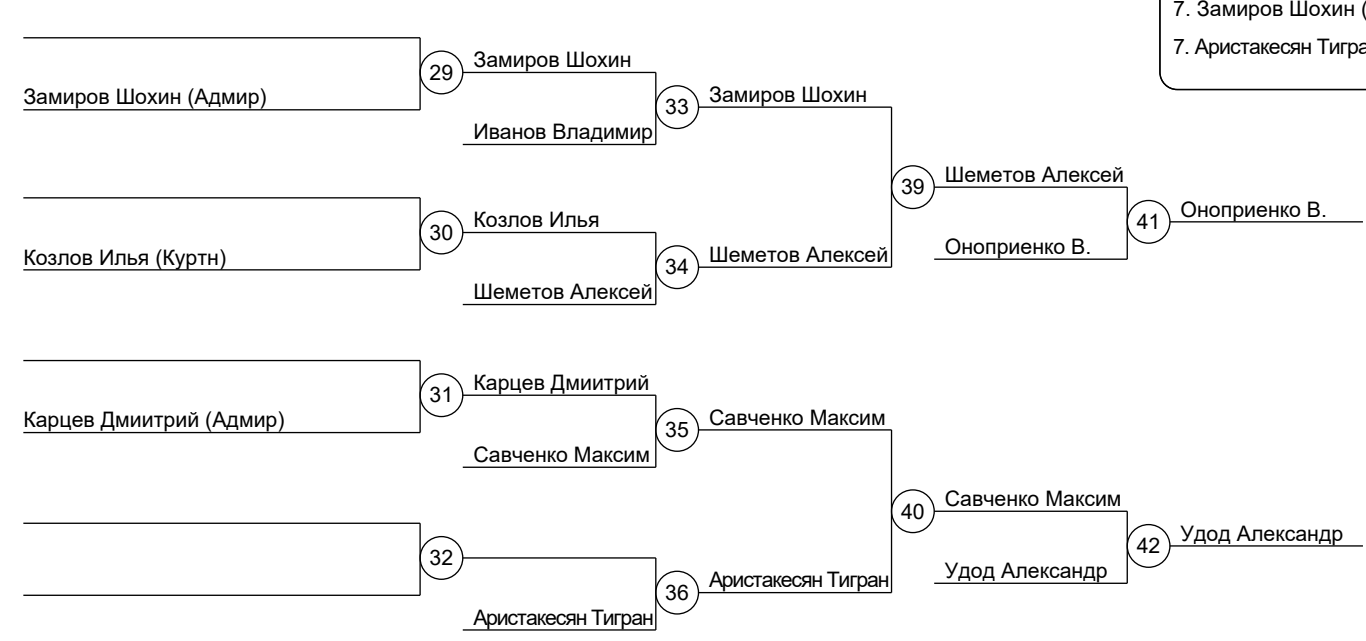 7. Замиров Шохин (
7. Аристакесян Тигра
Замиров Шохин (Адмир)
29
Замиров Шохин
Иванов Владимир
33
Замиров Шохин
Козлов Илья (Куртн)
30
Козлов Илья
Шеметов Алексей
34
Шеметов Алексей
39
Шеметов Алексей
Оноприенко В.
41
Оноприенко В.
Карцев Дмиитрий (Адмир)
31
Карцев Дмиитрий
Савченко Максим
35
Савченко Максим
32
Аристакесян Тигран
36
Аристакесян Тигран
40
Савченко Максим
Удод Александр
42
Удод Александр